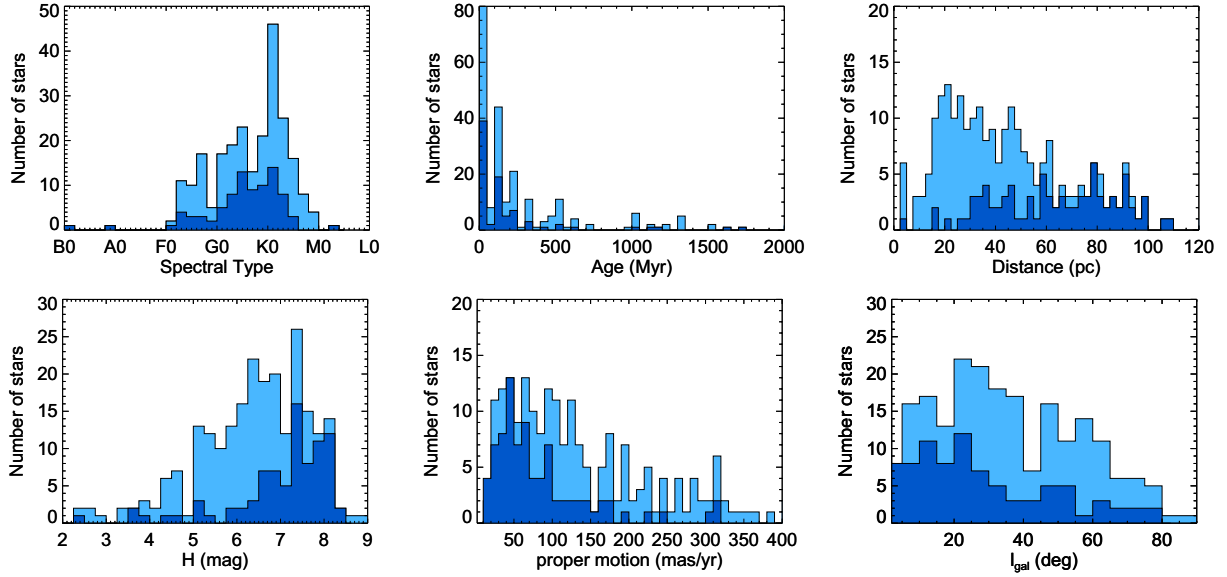 50
40
30
20
10
0
Number of stars
B0 A0 F0 G0 K0 M0 L0
Spectral Type
80
60
40
20
0
Number of stars
0 500 1000 1500 2000
Age (Myr)
20
15
10
5
0
Number of stars
0 20 40 60 80 100 120
Distance (pc)
30
25
20
15
10
5
0
Number of stars
2 3 4 5 6 7 8 9
H (mag)
20
15
10
5
0
Number of stars
50 100 150 200 250 300 350 400
proper motion (mas/yr)
30
25
20
15
10
5
0
Number of stars
20 40 60 80
l_gal (deg)